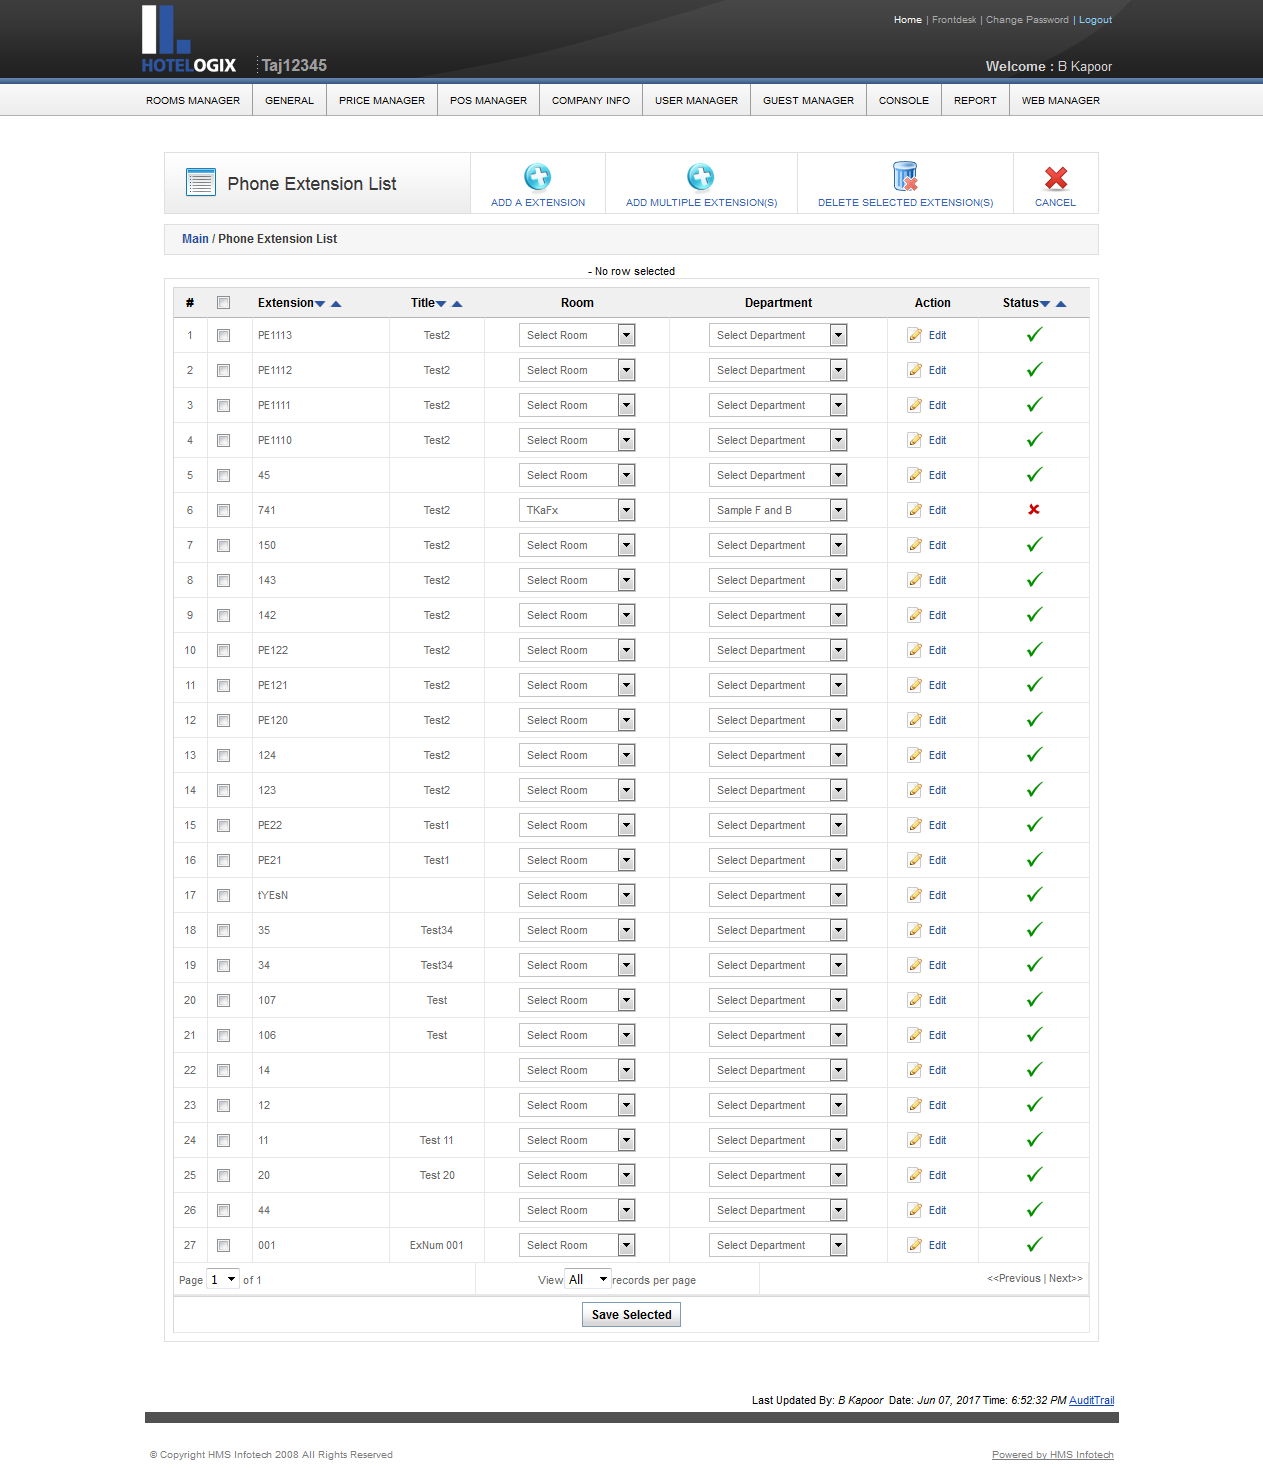 Home | Frontdesk | Change Password | Logout
HOTELOGIX Taj12345
Welcome : B Kapoor
ROOMS MANAGER GENERAL PRICE MANAGER POS MANAGER COMPANY INFO USER MANAGER GUEST MANAGER CONSOLE REPORT WEB MANAGER
Phone Extension List
ADD A EXTENSION ADD MULTIPLE EXTENSION(S) DELETE SELECTED EXTENSION(S) CANCEL
Main / Phone Extension List
- No row selected
# Extension Title Room Department Action Status
1 PE1113 Test2 Select Room Select Department Edit
2 PE1112 Test2 Select Room Select Department Edit
3 PE1111 Test2 Select Room Select Department Edit
4 PE1110 Test2 Select Room Select Department Edit
5 45 Select Room Select Department Edit
6 741 Test2 TKaFx Sample F and B Edit
7 150 Test2 Select Room Select Department Edit
8 143 Test2 Select Room Select Department Edit
9 142 Test2 Select Room Select Department Edit
10 PE122 Test2 Select Room Select Department Edit
11 PE121 Test2 Select Room Select Department Edit
12 PE120 Test2 Select Room Select Department Edit
13 124 Test2 Select Room Select Department Edit
14 123 Test2 Select Room Select Department Edit
15 PE22 Test1 Select Room Select Department Edit
16 PE21 Test1 Select Room Select Department Edit
17 tYEsN Select Room Select Department Edit
18 35 Test34 Select Room Select Department Edit
19 34 Test34 Select Room Select Department Edit
20 107 Test Select Room Select Department Edit
21 106 Test Select Room Select Department Edit
22 14 Select Room Select Department Edit
23 12 Select Room Select Department Edit
24 11 Test 11 Select Room Select Department Edit
25 20 Test 20 Select Room Select Department Edit
26 44 Select Room Select Department Edit
27 001 ExNum 001 Select Room Select Department Edit
Page 1 of 1 View All records per page <<Previous | Next>>
Save Selected
Last Updated By: B Kapoor Date: Jun 07, 2017 Time: 6:52:32 PM AuditTrail
© Copyright HMS Infotech 2008 All Rights Reserved Powered by HMS Infotech